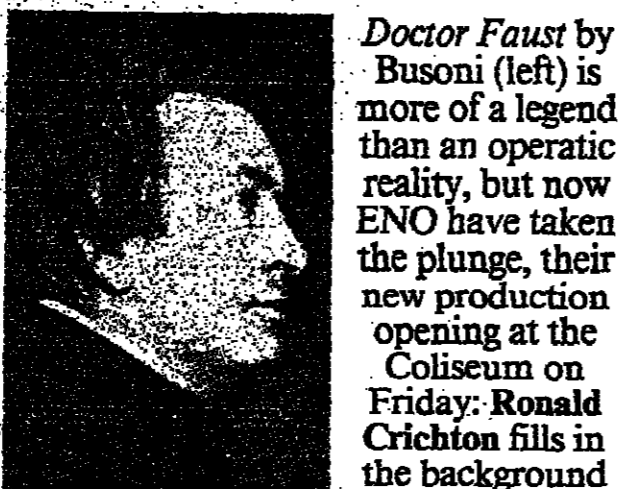 Doctor Faust by
Busoni (left) is
more of a legend
than an operatic
reality, but now
ENO have taken
the plunge, their
new production
opening at the
Coliseum on
Friday: Ronald
Crichton fills in
the background